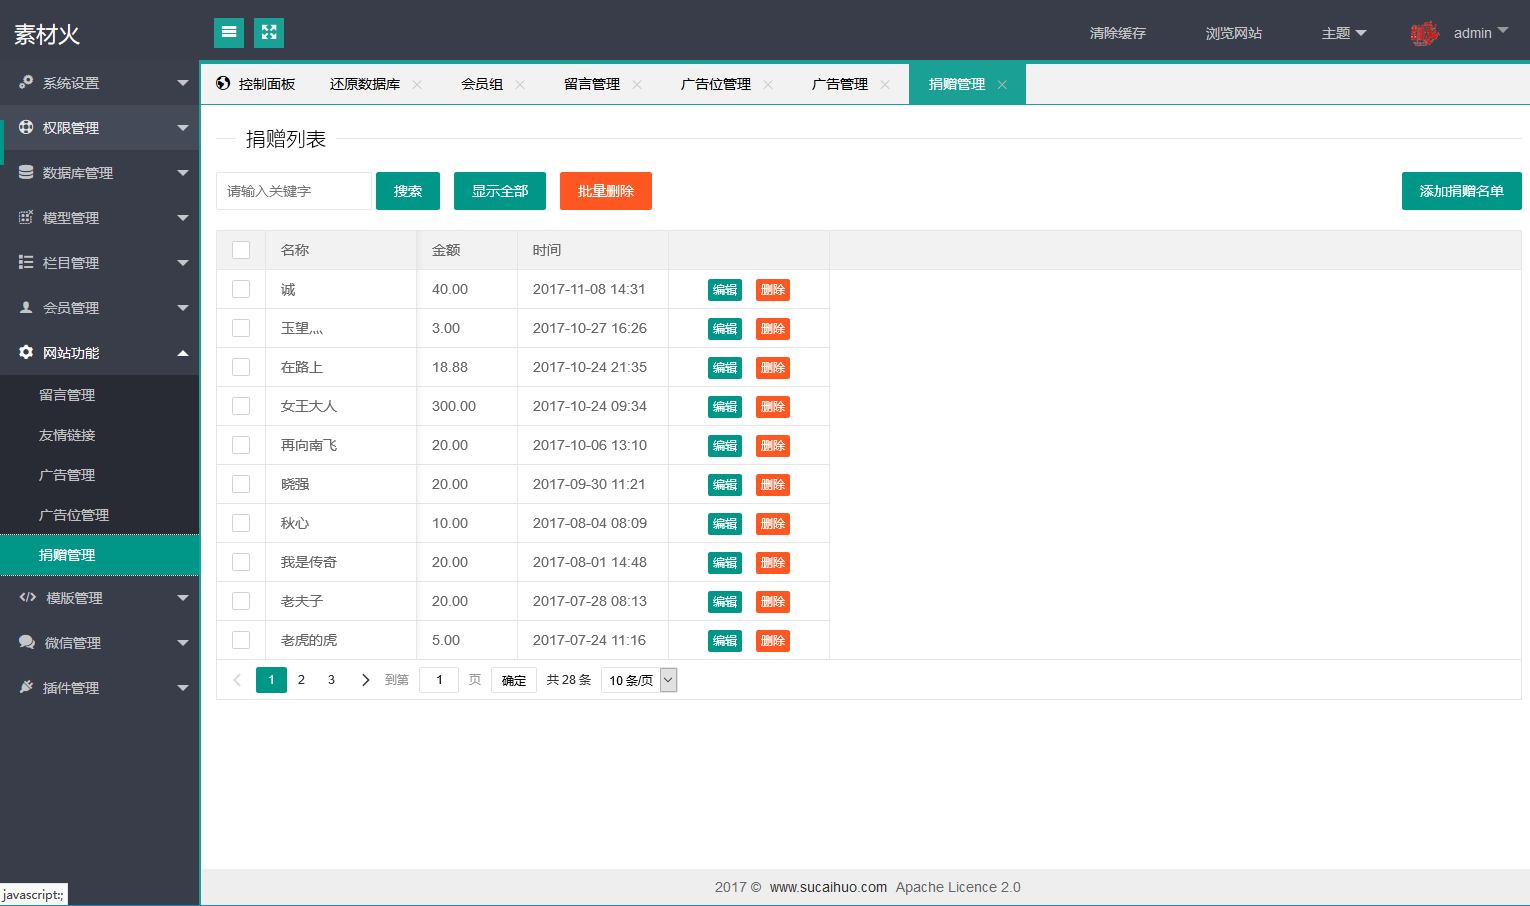 素材火
清除缓存 浏览网站 主题 admin
系统设置
权限管理
数据库管理
模型管理
栏目管理
会员管理
网站功能
留言管理
友情链接
广告管理
广告位管理
捐赠管理
模版管理
微信管理
插件管理
控制面板 还原数据库 会员组 留言管理 广告位管理 广告管理 捐赠管理
捐赠列表
请输入关键字 搜索 显示全部 批量删除 添加捐赠名单
名称 金额 时间
诚 40.00 2017-11-08 14:31 编辑 删除
玉望灬 3.00 2017-10-27 16:26 编辑 删除
在路上 18.88 2017-10-24 21:35 编辑 删除
女王大人 300.00 2017-10-24 09:34 编辑 删除
再向南飞 20.00 2017-10-06 13:10 编辑 删除
晓强 20.00 2017-09-30 11:21 编辑 删除
秋心 10.00 2017-08-04 08:09 编辑 删除
我是传奇 20.00 2017-08-01 14:48 编辑 删除
老夫子 20.00 2017-07-28 08:13 编辑 删除
老虎的虎 5.00 2017-07-24 11:16 编辑 删除
1 2 3 到第 1 页 确定 共 28 条 10 条/页
2017 © www.sucaihuo.com Apache Licence 2.0
javascript:;